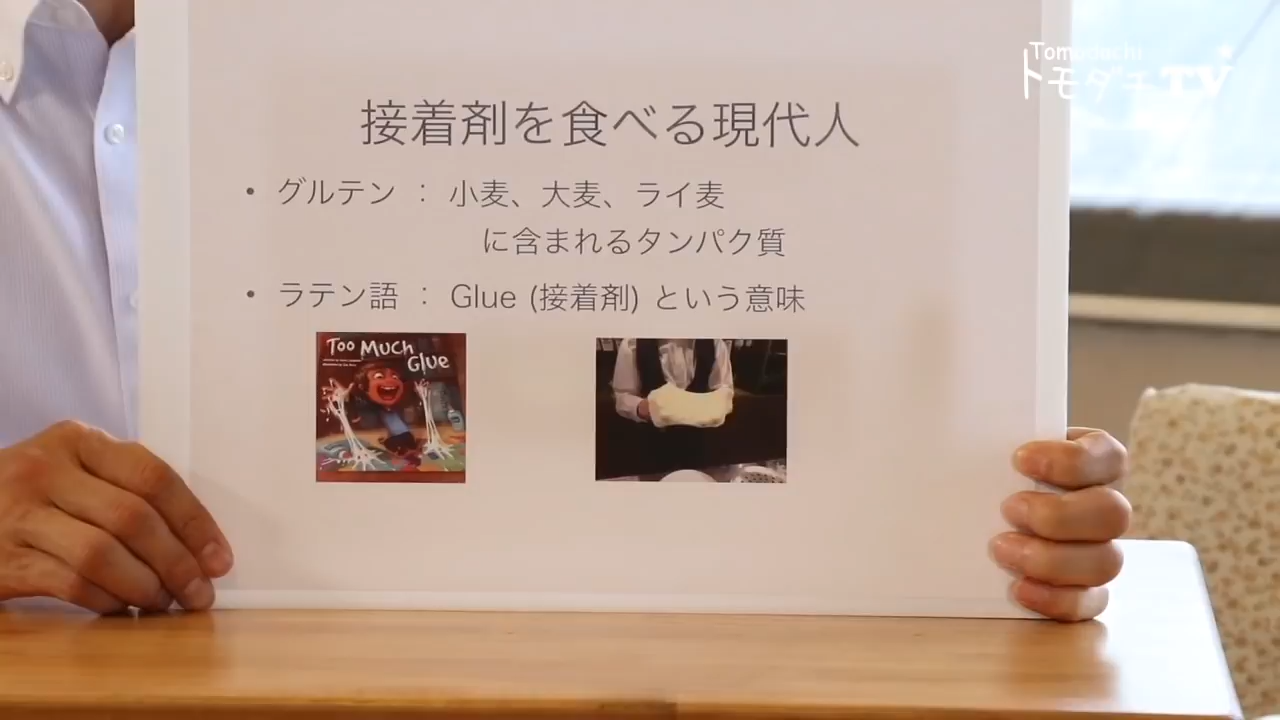 Tomodachi
トモダチTV
接着剤を食べる現代人
• グルテン ： 小麦、大麦、ライ麦
に含まれるタンパク質
• ラテン語 ： Glue (接着剤) という意味
Too Much
Glue